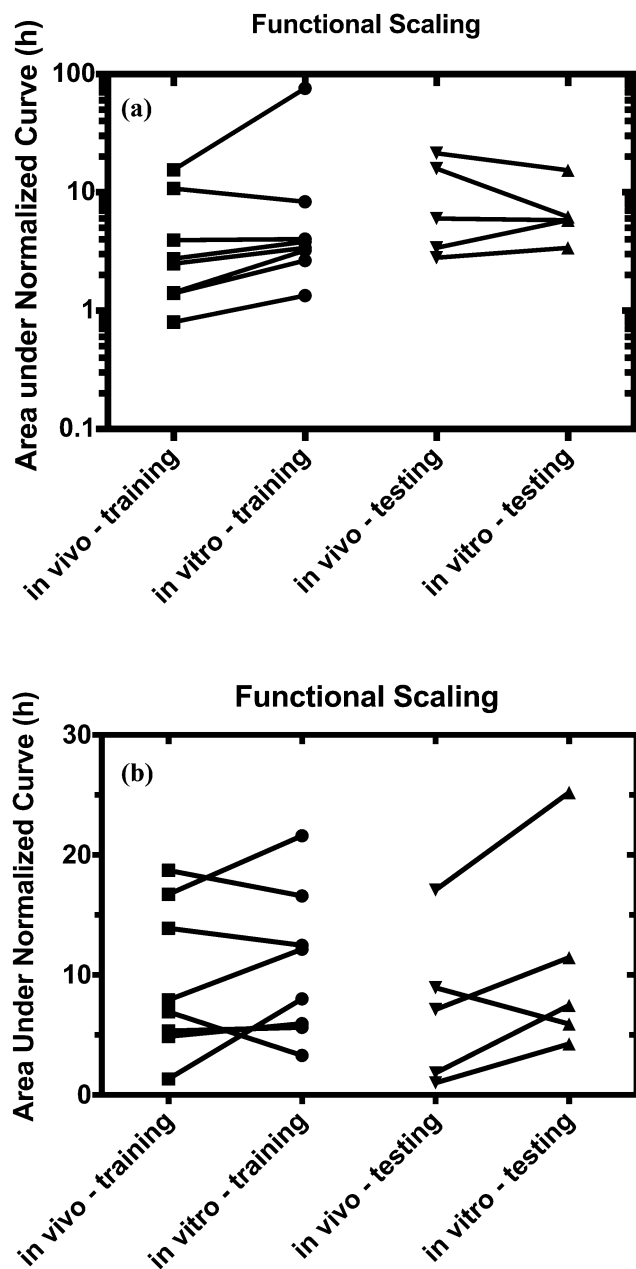 Functional Scaling
Area under Normalized Curve (h)
100
10
1
0.1
(a)
in vivo - training
in vitro - training
in vivo - testing
in vitro - testing
Functional Scaling
Area Under Normalized Curve (h)
30
20
10
0
(b)
in vivo - training
in vitro - training
in vivo - testing
in vitro - testing